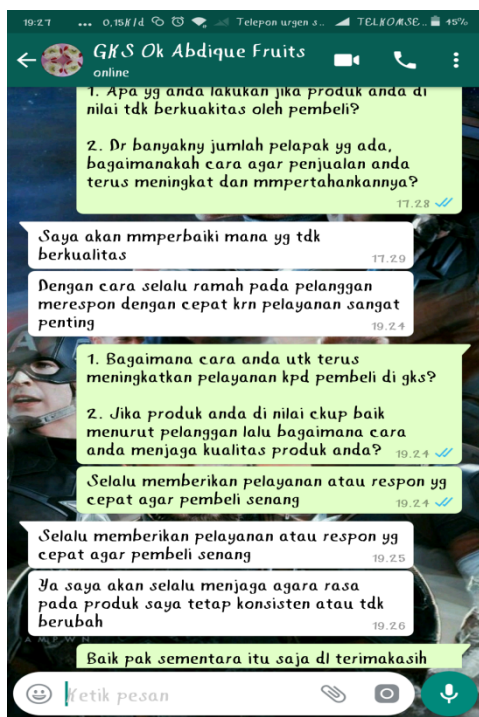 19:27 ... 0,15K/d Telepon urgen s.. TELKOMSE.. 45%
GKS Ok Abdique Fruits
online
1. Apa yg anda lakukan jika produk anda di
nilai tdk berkuakitas oleh pembeli?
2. Dr banyakny jumlah pelapak yg ada,
bagaimanakah cara agar penjualan anda
terus meningkat dan mmpertahankannya?
17.28
Saya akan mmperbaiki mana yg tdk
berkualitas
17.29
Dengan cara selalu ramah pada pelanggan
merespon dengan cepat krn pelayanan sangat
penting
19.24
1. Bagaimana cara anda utk terus
meningkatkan pelayanan kpd pembeli di gks?
2. Jika produk anda di nilai ckup baik
menurut pelanggan lalu bagaimana cara
anda menjaga kualitas produk anda? 19.24
Selalu memberikan pelayanan atau respon yg
cepat agar pembeli senang
19.24
Selalu memberikan pelayanan atau respon yg
cepat agar pembeli senang
19.25
Ya saya akan selalu menjaga agara rasa
pada produk saya tetap konsisten atau tdk
berubah
19.26
Baik pak sementara itu saja dl terimakasih
Ketik pesan